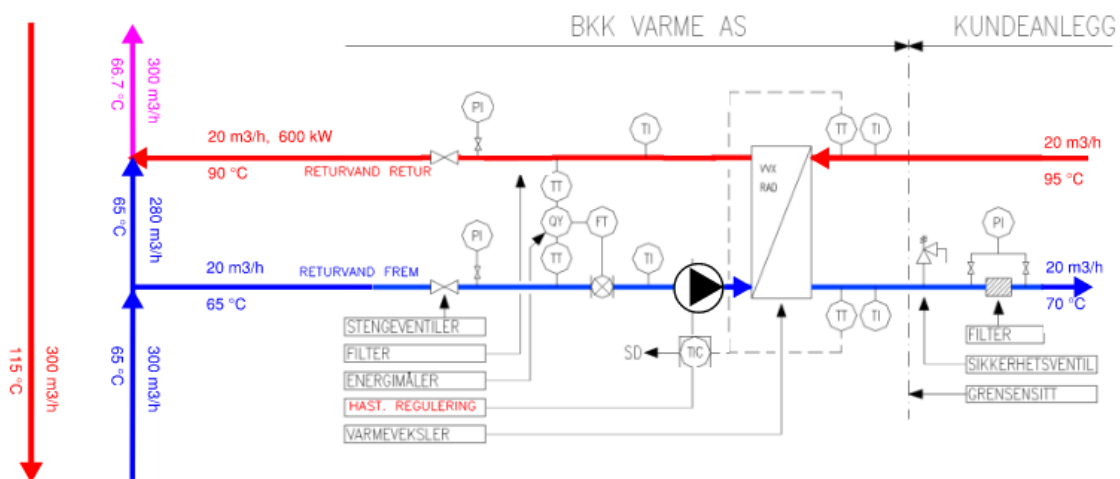 BKK VARME AS
KUNDEANLEGG
300 m3/h
66.7 °C
PI
TI
TT
TI
20 m3/h, 600 kW
20 m3/h
90 °C
RETURVAND RETUR
95 °C
VVX
RAD
TT
QY
FT
280 m3/h
65 °C
PI
TT
TI
PI
20 m3/h
RETURVAND FREM
20 m3/h
65 °C
70 °C
TT
TI
STENGEVENTILER
FILTER
ENERGIMÅLER
HAST. REGULERING
VARMEVEKSLER
SD
TIC
FILTER
SIKKERHETSVENTIL
GRENSENSITT
300 m3/h
115 °C
300 m3/h
65 °C